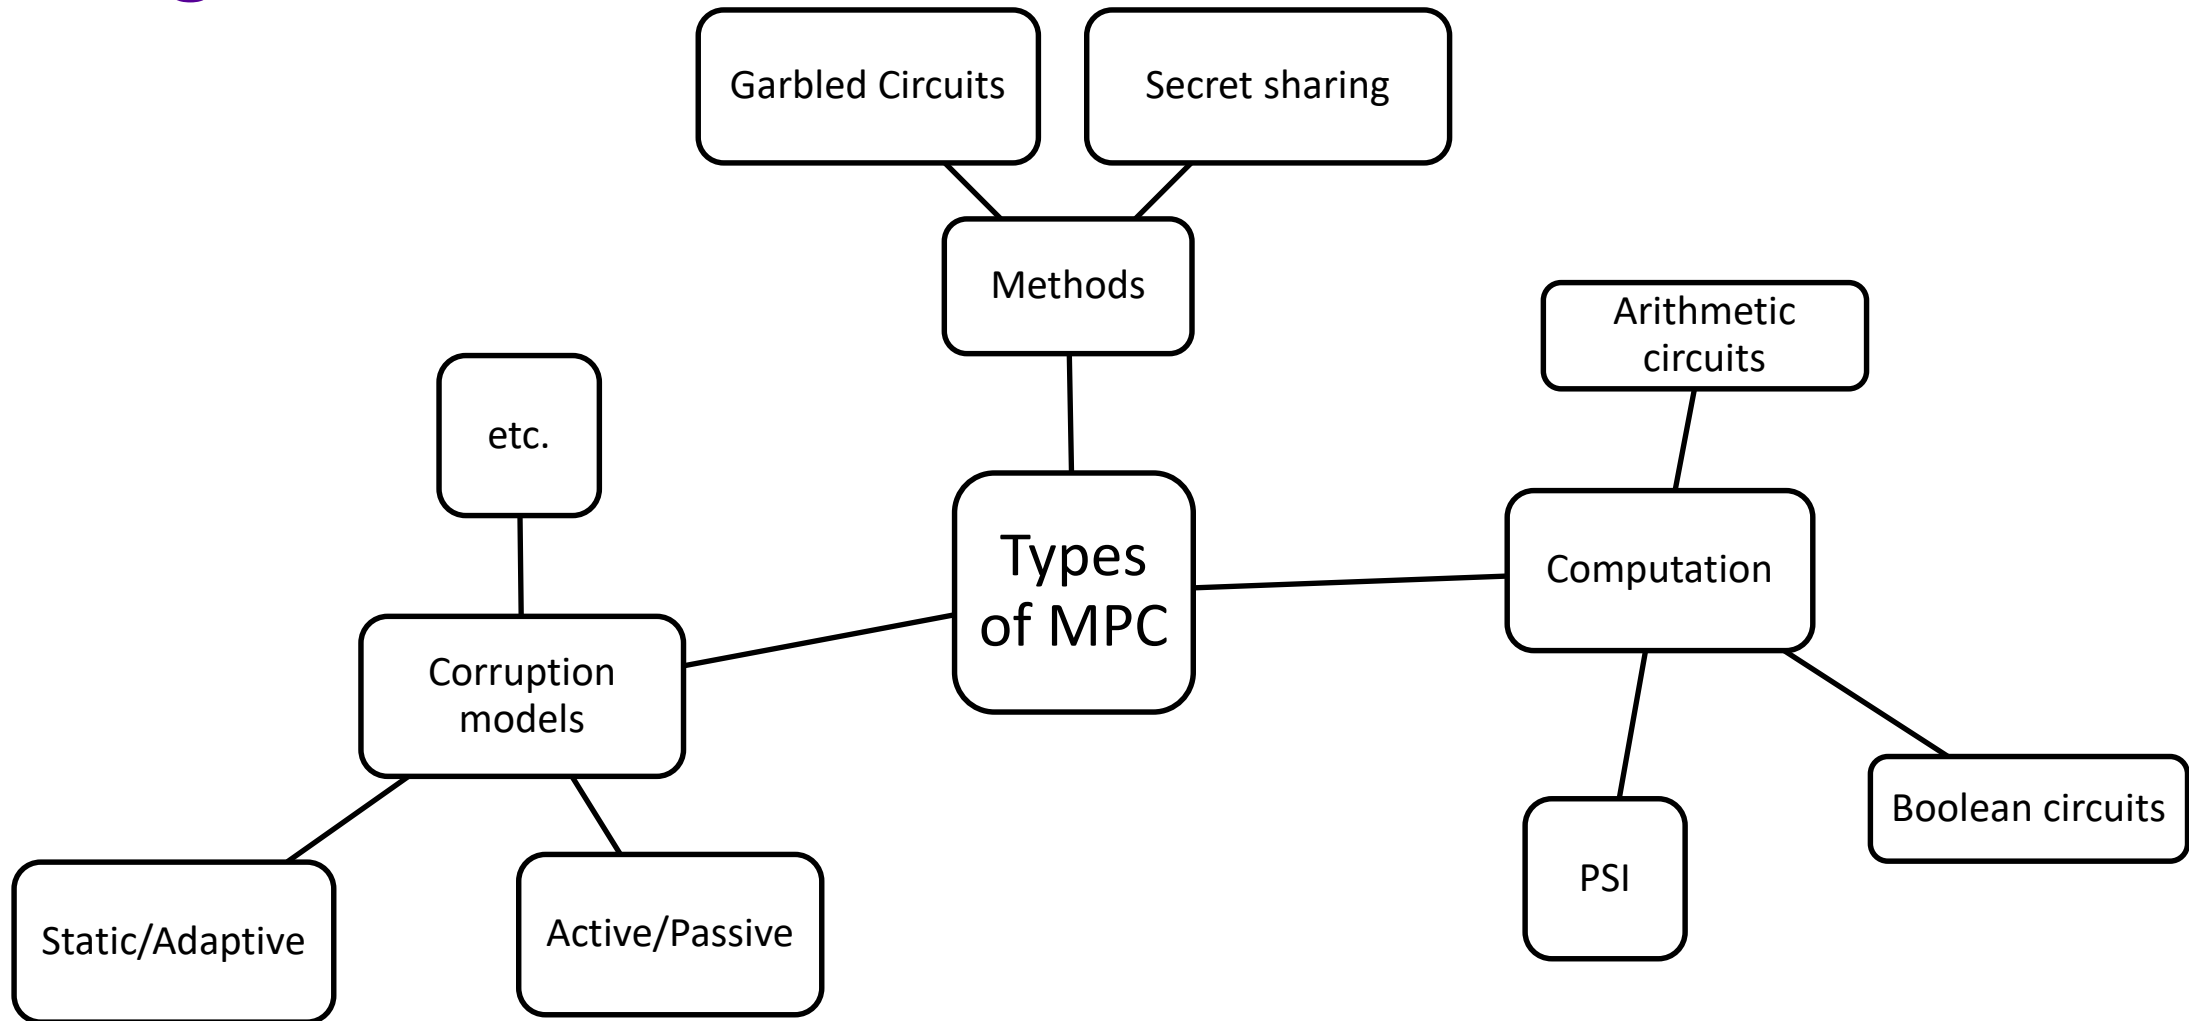 Garbled Circuits
Secret sharing
Methods
Arithmetic
circuits
etc.
Types
of MPC
Computation
Corruption
models
Boolean circuits
PSI
Static/Adaptive
Active/Passive